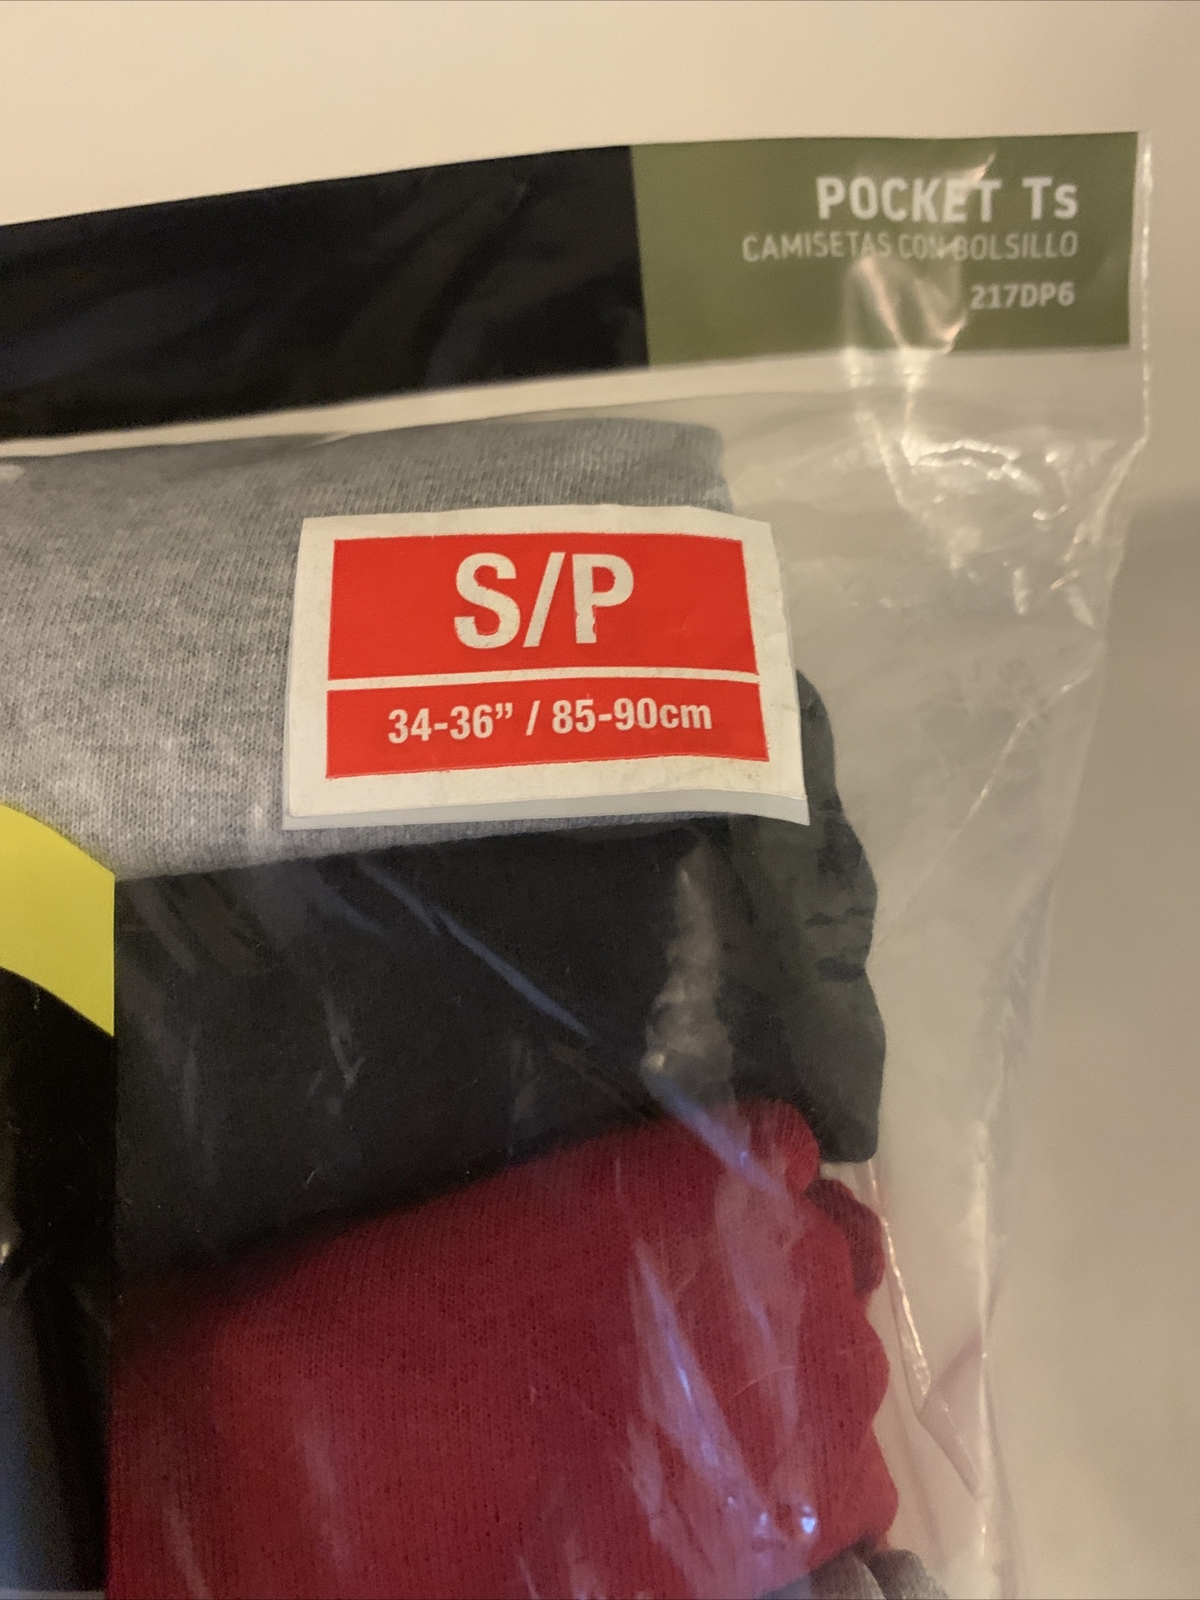 POCKET Ts
CAMISETAS CON BOLSILLO
217DP6
S/P
34-36” / 85-90cm